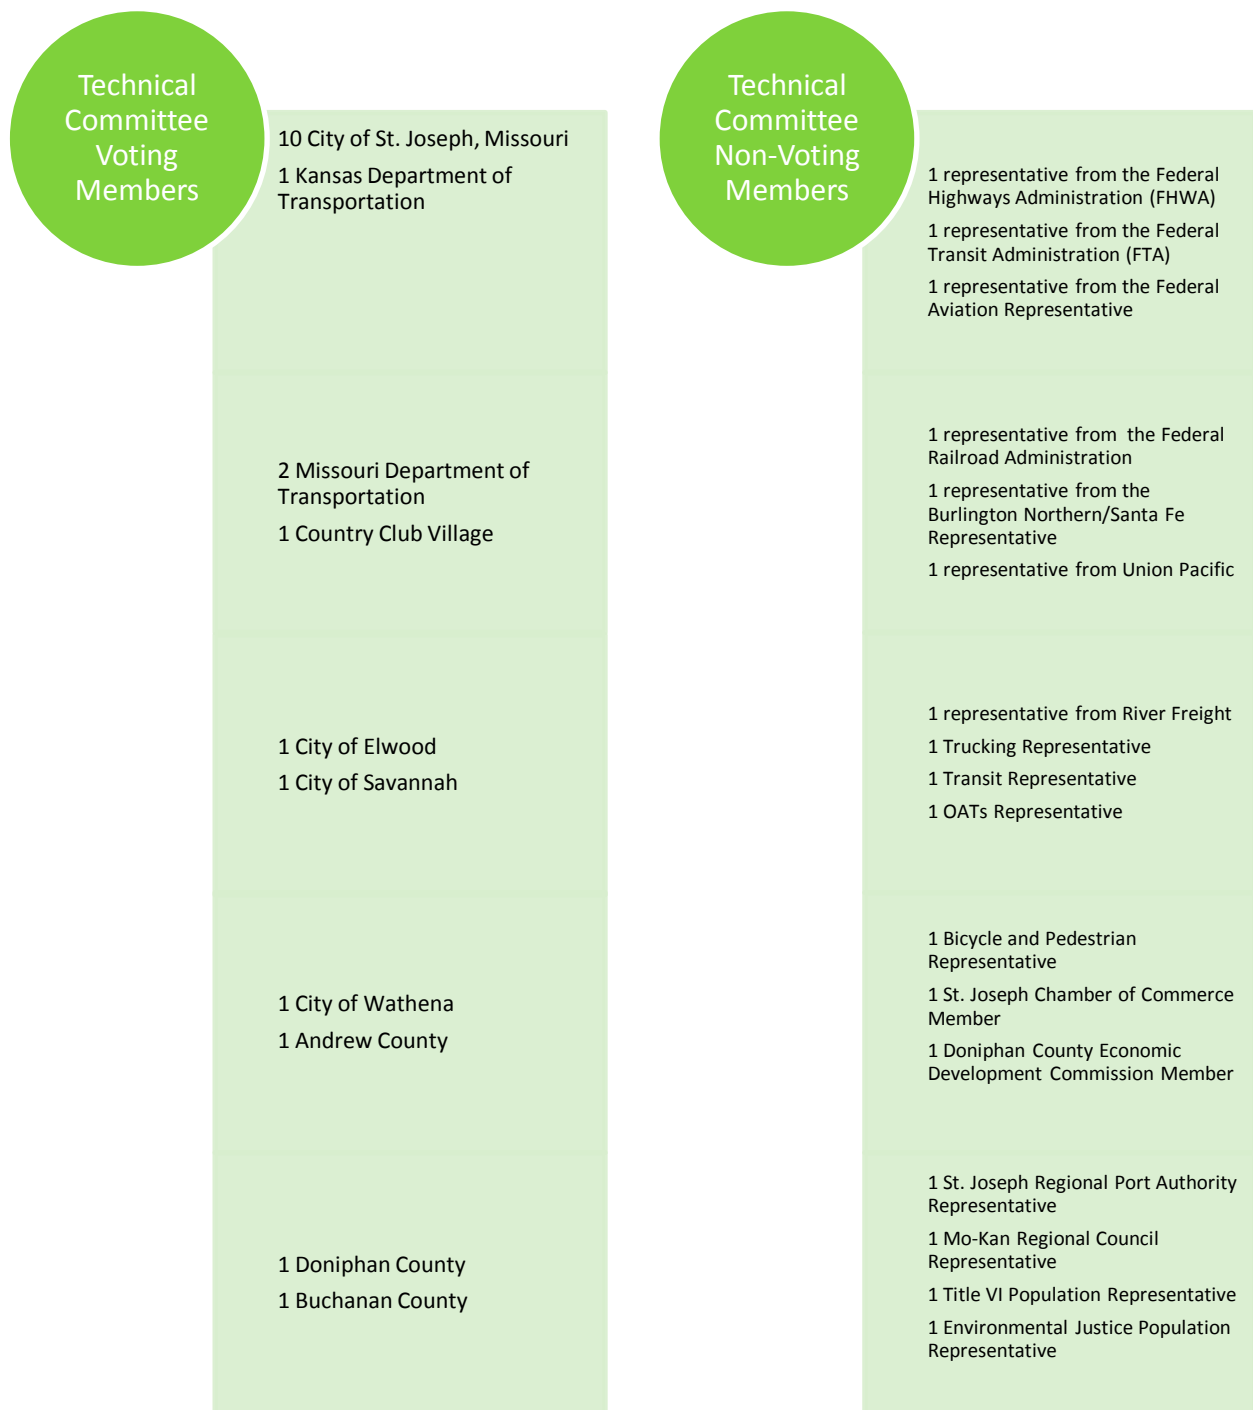 Technical
Committee
Voting
Members
10 City of St. Joseph, Missouri
1 Kansas Department of
Transportation
2 Missouri Department of
Transportation
1 Country Club Village
1 City of Elwood
1 City of Savannah
1 City of Wathena
1 Andrew County
1 Doniphan County
1 Buchanan County
Technical
Committee
Non-Voting
Members
1 representative from the Federal
Highways Administration (FHWA)
1 representative from the Federal
Transit Administration (FTA)
1 representative from the Federal
Aviation Representative
1 representative from the Federal
Railroad Administration
1 representative from the
Burlington Northern/Santa Fe
Representative
1 representative from Union Pacific
1 representative from River Freight
1 Trucking Representative
1 Transit Representative
1 OATs Representative
1 Bicycle and Pedestrian
Representative
1 St. Joseph Chamber of Commerce
Member
1 Doniphan County Economic
Development Commission Member
1 St. Joseph Regional Port Authority
Representative
1 Mo-Kan Regional Council
Representative
1 Title VI Population Representative
1 Environmental Justice Population
Representative